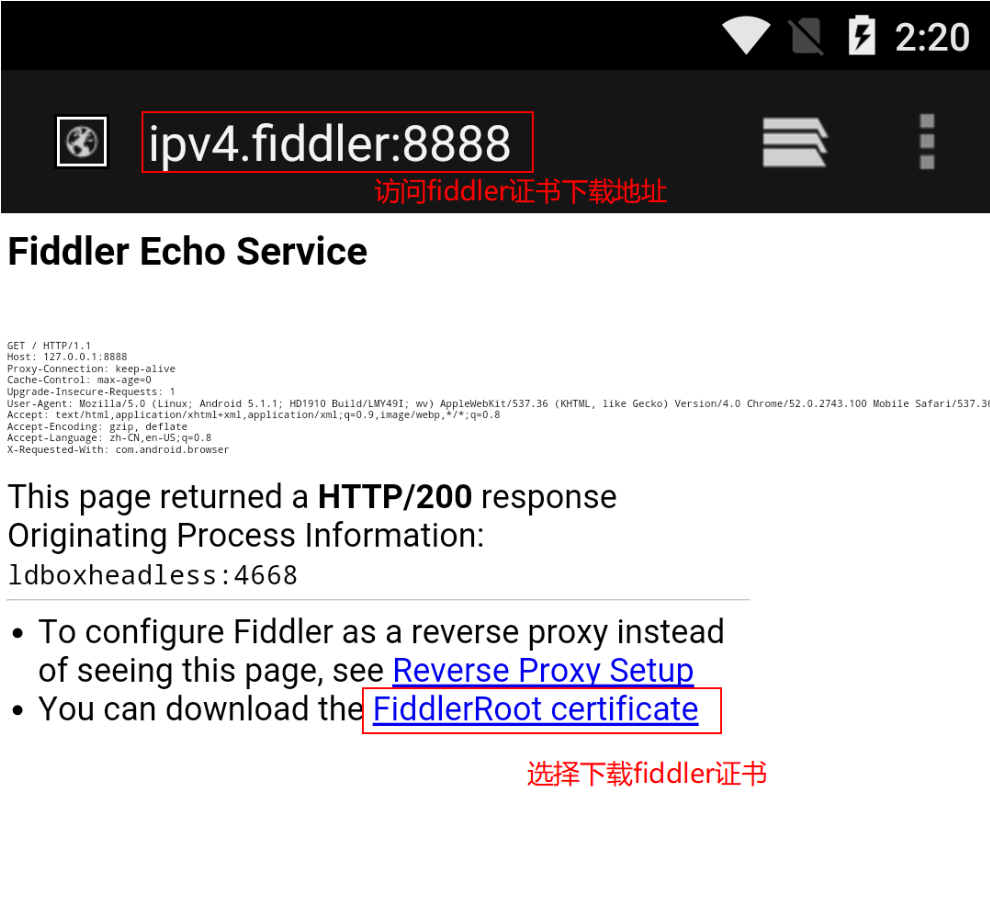 2:20
ipv4.fiddler:8888
访问fiddler证书下载地址
Fiddler Echo Service
GET / HTTP/1.1
Host: 127.0.0.1:8888
Proxy-Connection: keep-alive
Cache-Control: max-age=0
Upgrade-Insecure-Requests: 1
User-Agent: Mozilla/5.0 (Linux; Android 5.1.1; HD1910 Build/LMY49I; wv) AppleWebKit/537.36 (KHTML, like Gecko) Version/4.0 Chrome/52.0.2743.100 Mobile Safari/537.36
Accept: text/html,application/xhtml+xml,application/xml;q=0.9,image/webp,*/*;q=0.8
Accept-Encoding: gzip, deflate
Accept-Language: zh-CN,en-US;q=0.8
X-Requested-With: com.android.browser
This page returned a HTTP/200 response
Originating Process Information:
ldboxheadless:4668
• To configure Fiddler as a reverse proxy instead
of seeing this page, see Reverse Proxy Setup
• You can download the FiddlerRoot certificate
选择下载fiddler证书